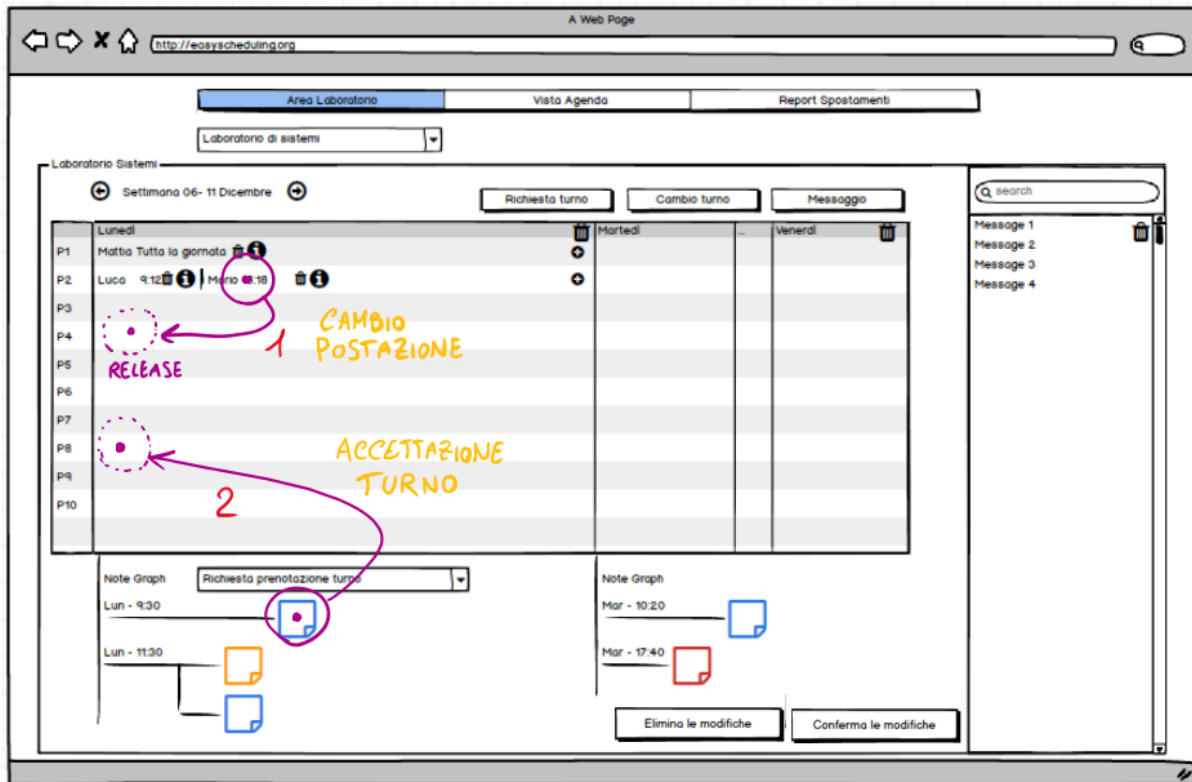 A Web Page
http://easyscheduling.org
Area Laboratorio
Vista Agenda
Report Spostamenti
Laboratorio di sistemi
Laboratorio Sistemi
Settimana 06- 11 Dicembre
Richiesta turno
Cambio turno
Messaggio
search
Lunedì
Martedì
...
Venerdì
Message 1
Message 2
Message 3
Message 4
P1
Mattia Tutta la giornata
P2
Luca 9:12
Mario :18
P3
P4
P5
P6
P7
P8
P9
P10
1
CAMBIO
POSTAZIONE
RELEASE
ACCETTAZIONE
TURNO
2
Note Graph
Richiesta prenotazione turno
Lun - 9:30
Lun - 11:30
Note Graph
Mar - 10:20
Mar - 17:40
Elimina le modifiche
Conferma le modifiche